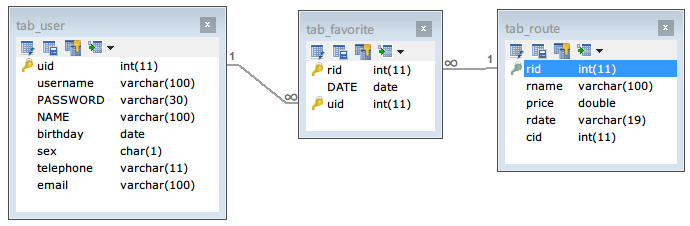 tab_user x
uid int(11)
username varchar(100)
PASSWORD varchar(30)
NAME varchar(100)
birthday date
sex char(1)
telephone varchar(11)
email varchar(100)
1
∞
tab_favorite x
rid int(11)
DATE date
uid int(11)
∞
1
tab_route x
rid int(11)
rname varchar(100)
price double
rdate varchar(19)
cid int(11)